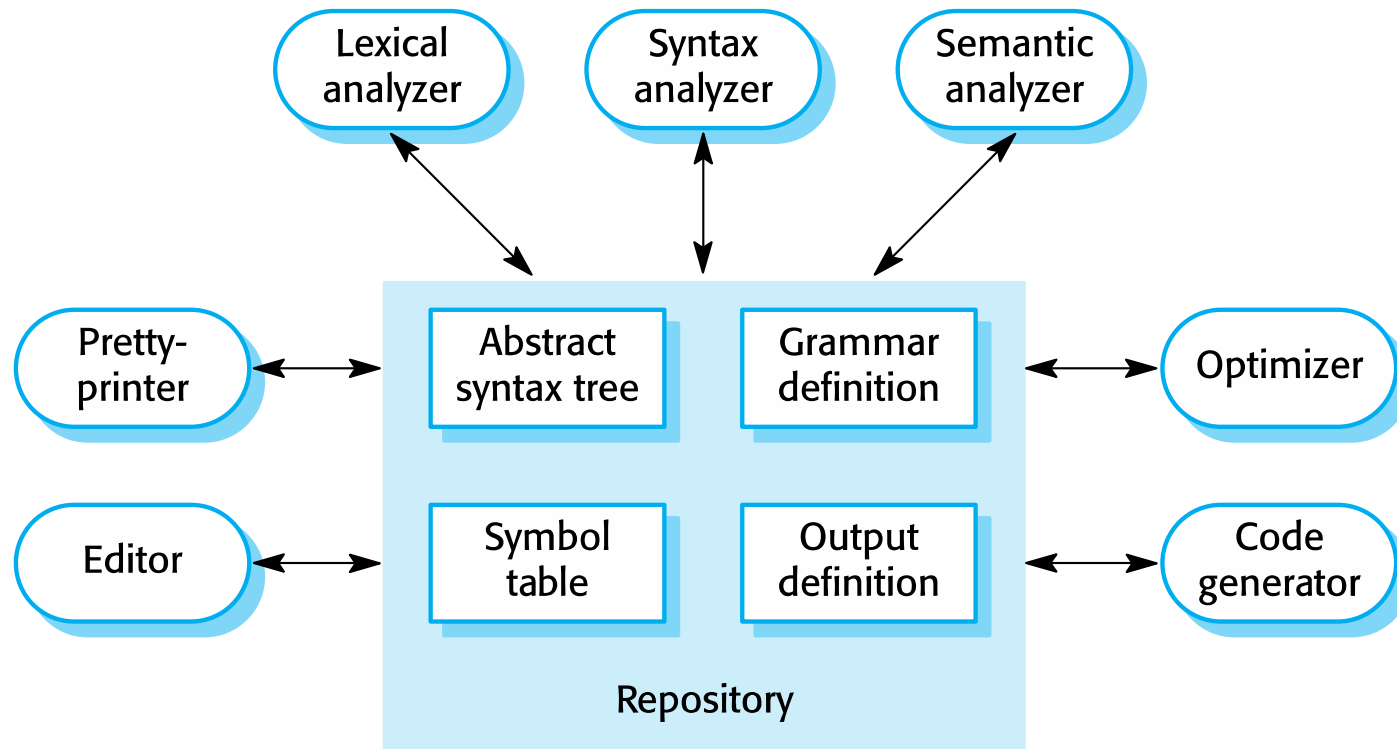 Lexical
analyzer
Syntax
analyzer
Semantic
analyzer
Pretty-
printer
Abstract
syntax tree
Grammar
definition
Optimizer
Editor
Symbol
table
Output
definition
Code
generator
Repository